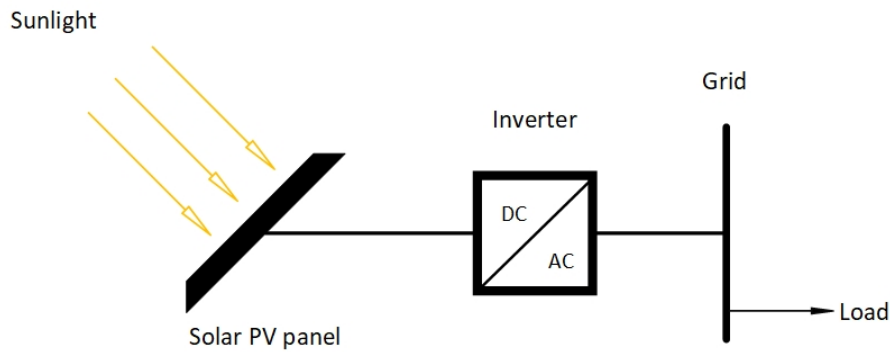 Sunlight
Grid
Inverter
DC
AC
Load
Solar PV panel